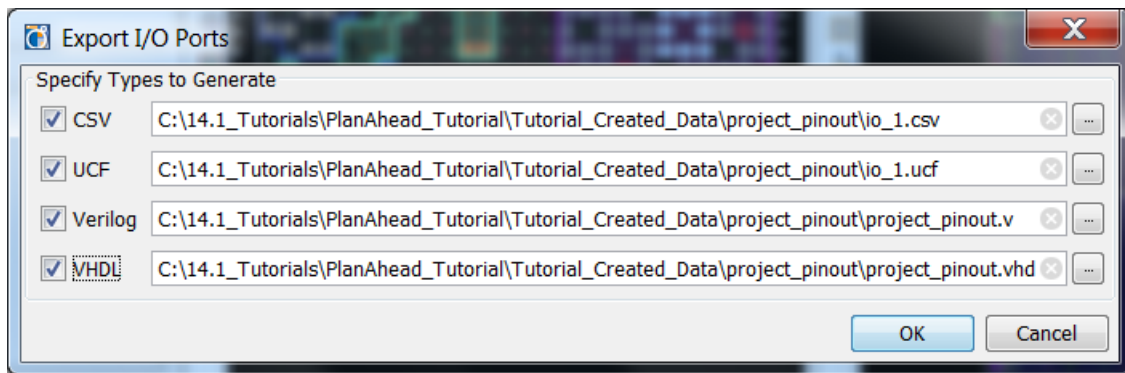 Export I/O Ports
X
Specify Types to Generate
CSV C:\14.1_Tutorials\PlanAhead_Tutorial\Tutorial_Created_Data\project_pinout\io_1.csv ...
UCF C:\14.1_Tutorials\PlanAhead_Tutorial\Tutorial_Created_Data\project_pinout\io_1.ucf ...
Verilog C:\14.1_Tutorials\PlanAhead_Tutorial\Tutorial_Created_Data\project_pinout\project_pinout.v ...
VHDL C:\14.1_Tutorials\PlanAhead_Tutorial\Tutorial_Created_Data\project_pinout\project_pinout.vhd ...
OK Cancel